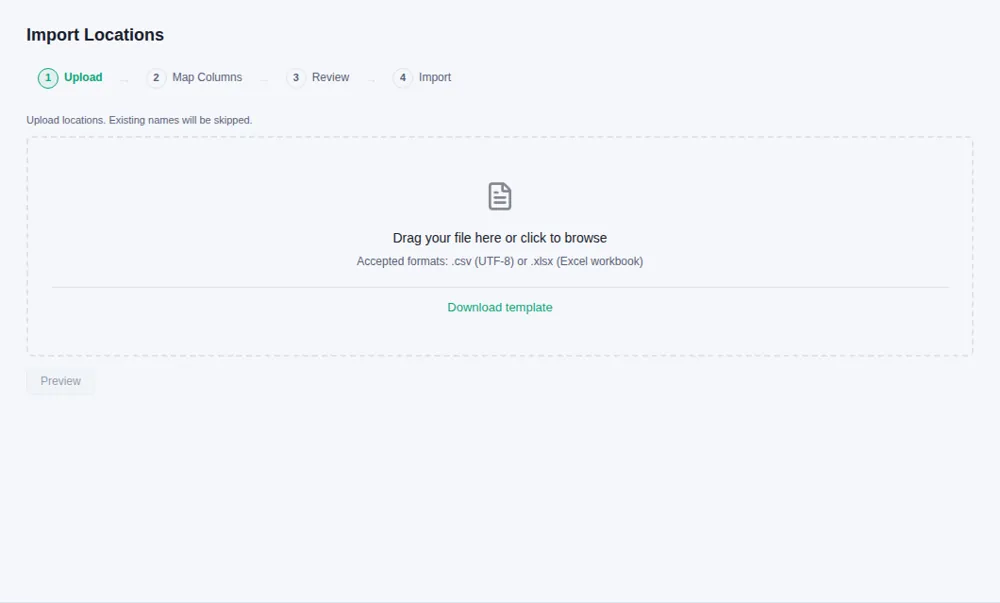 Import Locations
1 Upload → 2 Map Columns → 3 Review → 4 Import
Upload locations. Existing names will be skipped.
Drag your file here or click to browse
Accepted formats: .csv (UTF-8) or .xlsx (Excel workbook)
Download template
Preview